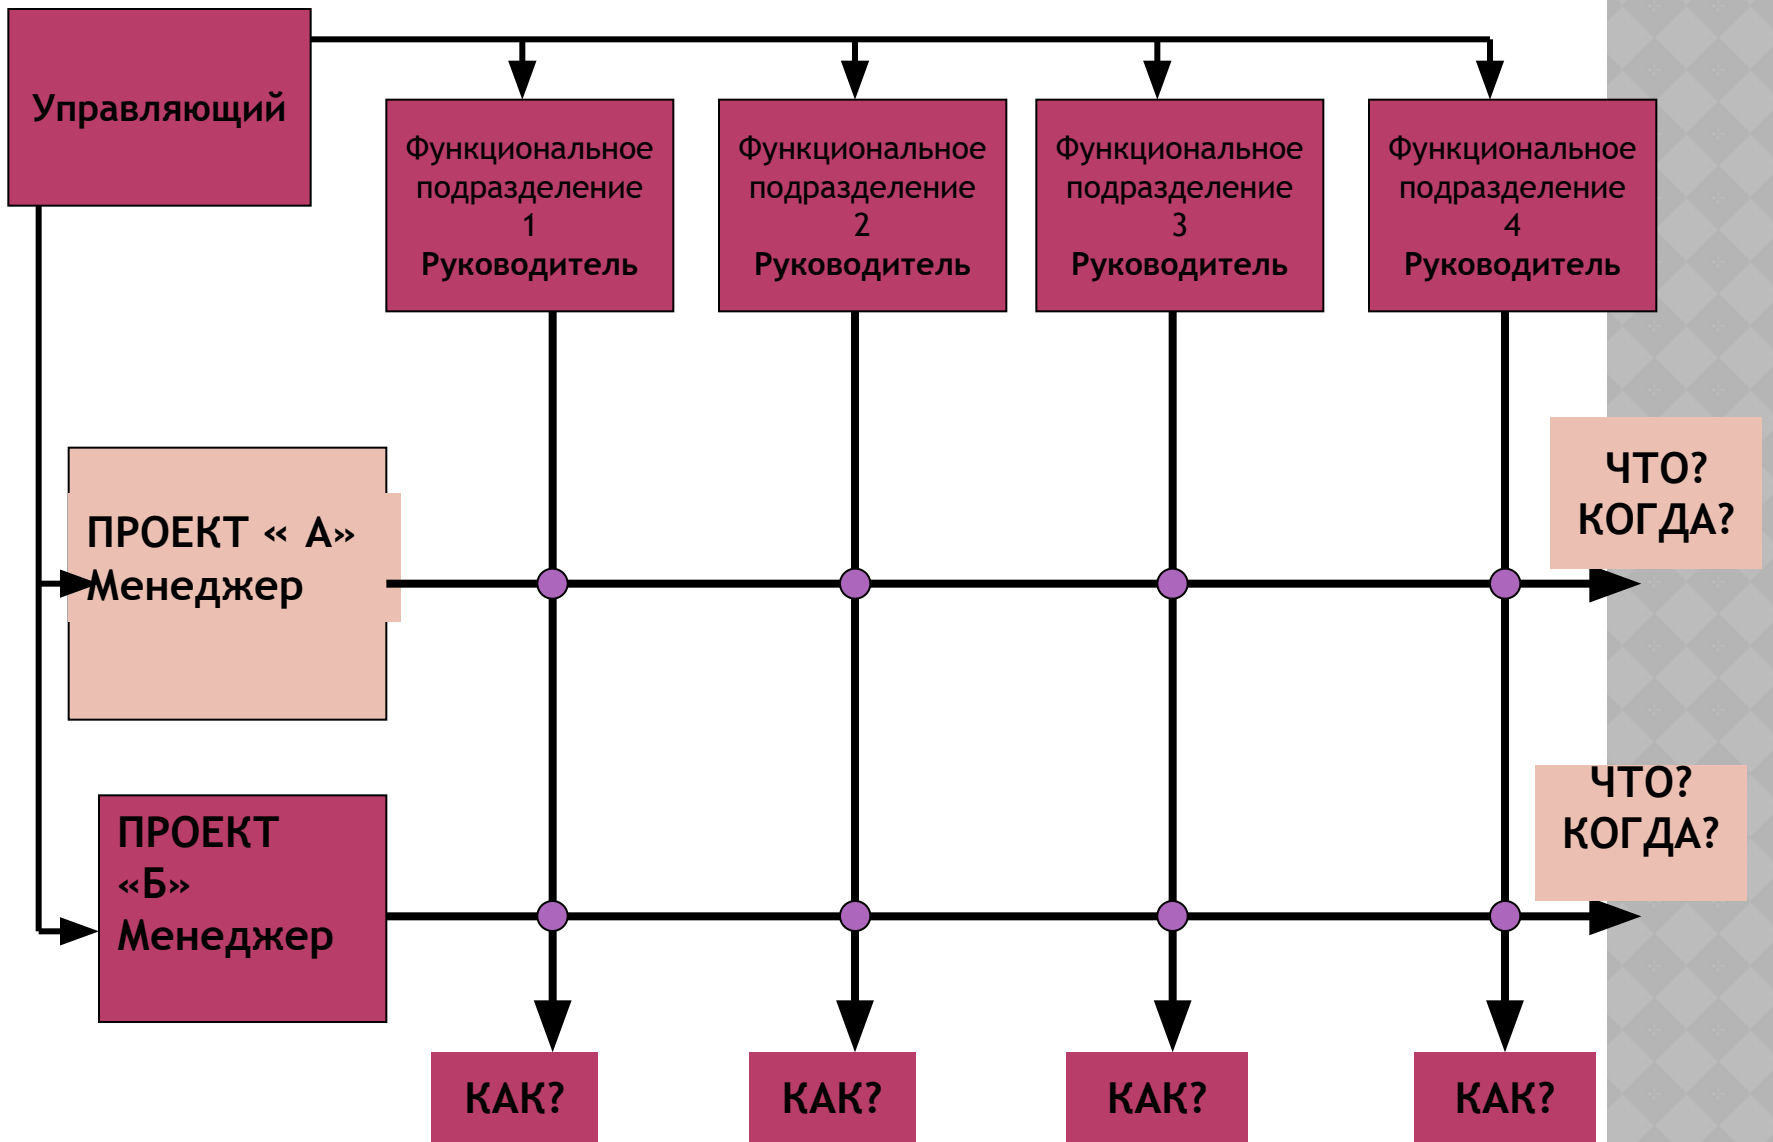 Управляющий
Функциональное
подразделение
1
Руководитель
Функциональное
подразделение
2
Руководитель
Функциональное
подразделение
3
Руководитель
Функциональное
подразделение
4
Руководитель
ПРОЕКТ « А»
Менеджер
ЧТО?
КОГДА?
ПРОЕКТ
«Б»
Менеджер
ЧТО?
КОГДА?
КАК?
КАК?
КАК?
КАК?